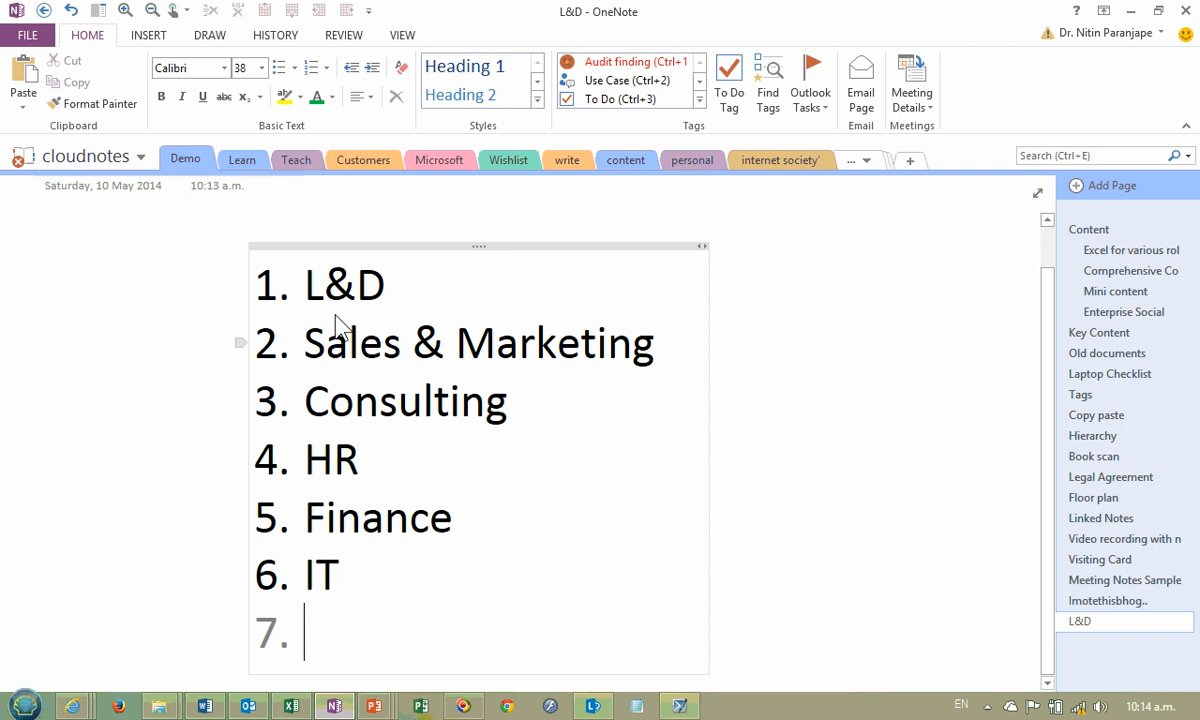 L&D - OneNote
?
FILE
HOME
INSERT
DRAW
HISTORY
REVIEW
VIEW
Dr. Nitin Paranjape
Paste
Cut
Copy
Format Painter
Calibri
38
B I U abc X₂ A
Heading 1
Heading 2
Audit finding (Ctrl+1
Use Case (Ctrl+2)
To Do (Ctrl+3)
To Do
Tag
Find
Tags
Outlook
Tasks
Email
Page
Meeting
Details
Clipboard
Basic Text
Styles
Tags
Email
Meetings
cloudnotes
Demo
Learn
Teach
Customers
Microsoft
Wishlist
write
content
personal
internet society'
...
Search (Ctrl+E)
Saturday, 10 May 2014 10:13 a.m.
1. L&D
2. Sales & Marketing
3. Consulting
4. HR
5. Finance
6. IT
7.
Add Page
Content
Excel for various rol
Comprehensive Co
Mini content
Enterprise Social
Key Content
Old documents
Laptop Checklist
Tags
Copy paste
Hierarchy
Book scan
Legal Agreement
Floor plan
Linked Notes
Video recording with n
Visiting Card
Meeting Notes Sample
Imotethisbhog..
L&D
EN
10:14 a.m.